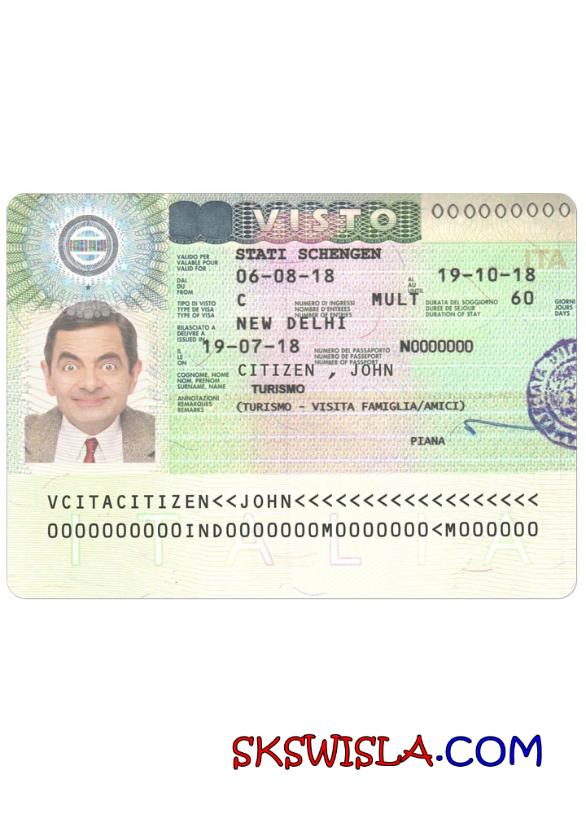 VISTO
000000000
ITA
VALIDO PER STATI SCHENGEN
VALABLE POUR
VALID FOR
DAL 06-08-18 AL 19-10-18
DU AU
FROM UNTIL
TIPO DI VISTO C NUMERO DI INGRESSI MULT DURATA DEL SOGGIORNO 60 GIORNI
TYPE DE VISA NOMBRE D'ENTREES DUREE DE SEJOUR JOURS
TYPE OF VISA NUMBER OF ENTRIES DURATION OF STAY DAYS
RILASCIATO A NEW DELHI
DELIVRE A
ISSUED IN
IL 19-07-18 NUMERO DEL PASSAPORTO N0000000
LE NUMERO DE PASSEPORT
ON NUMBER OF PASSPORT
COGNOME, NOME CITIZEN , JOHN
NOM, PRENOM
SURNAME, NAME
TURISMO
ANNOTAZIONI
REMARQUES (TURISMO - VISITA FAMIGLIA/AMICI)
REMARKS
PIANA
VCITACITIZEN<<JOHN<<<<<<<<<<<<<<<<<<
0000000000IND0000000M0000000<M000000
ITALIA
SKSWISLA.COM